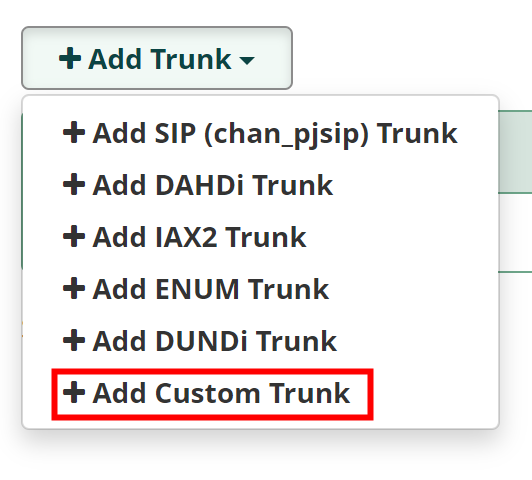 + Add Trunk
+ Add SIP (chan_pjsip) Trunk
+ Add DAHDi Trunk
+ Add IAX2 Trunk
+ Add ENUM Trunk
+ Add DUNDi Trunk
+ Add Custom Trunk